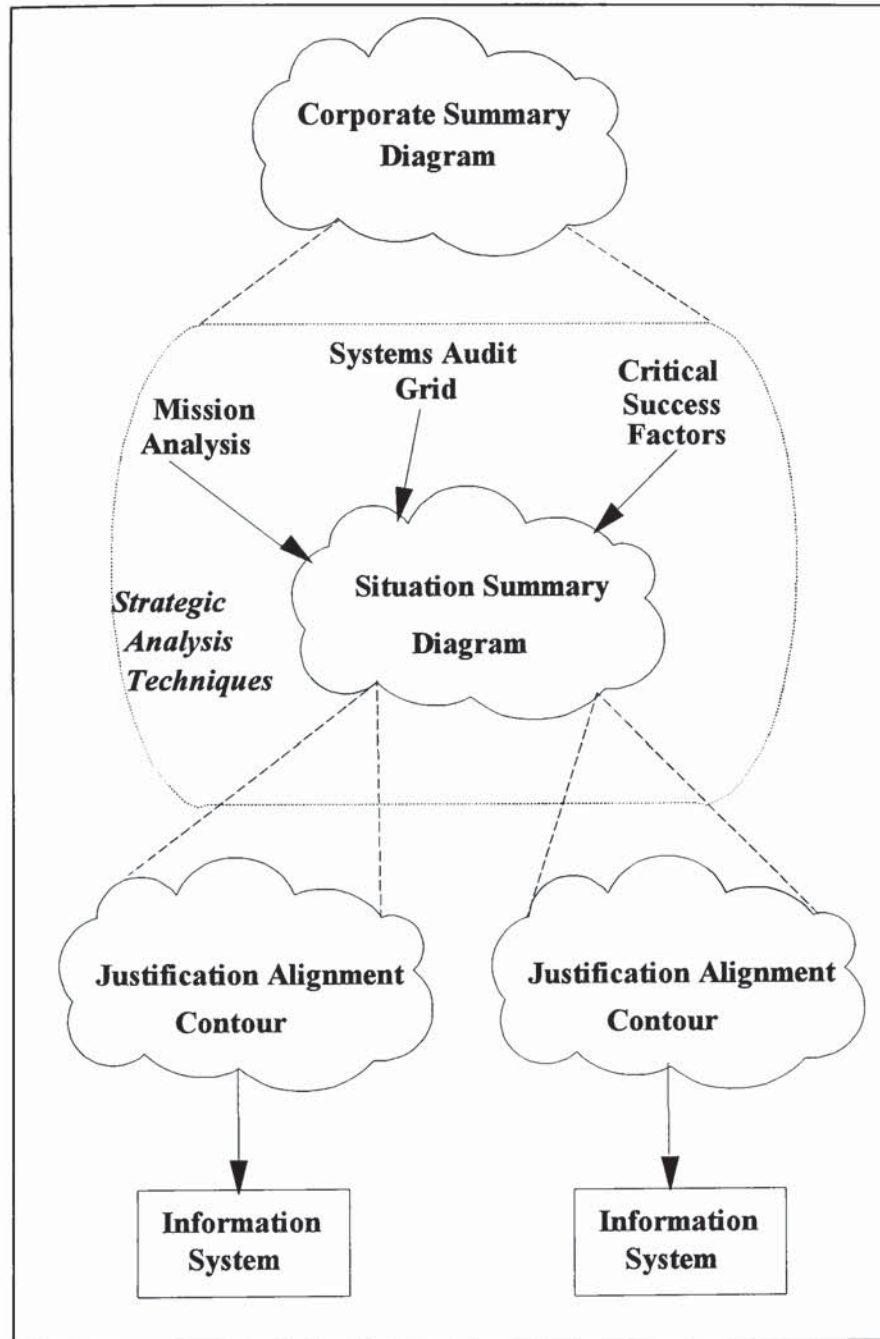 Corporate Summary
Diagram
Systems Audit
Grid
Critical
Success
Factors
Mission
Analysis
Situation Summary
Diagram
Strategic
Analysis
Techniques
Justification Alignment
Contour
Justification Alignment
Contour
Information
System
Information
System